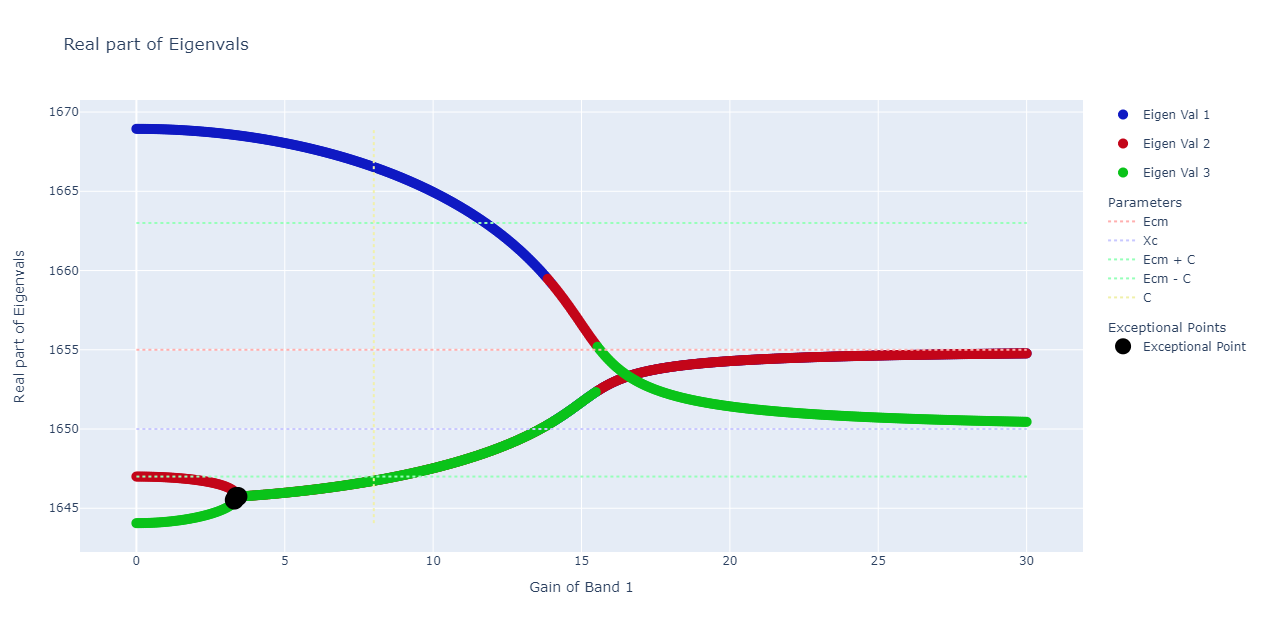 Real part of Eigenvals
Real part of Eigenvals
1670
1665
1660
1655
1650
1645
0 5 10 15 20 25 30
Gain of Band 1
Eigen Val 1
Eigen Val 2
Eigen Val 3
Parameters
Ecm
Xc
Ecm + C
Ecm - C
C
Exceptional Points
Exceptional Point